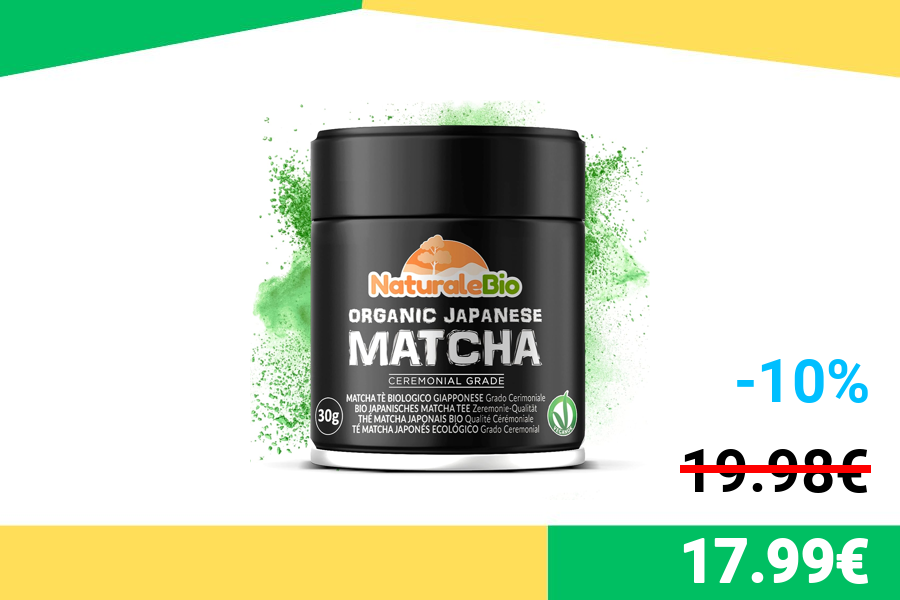 NaturaleBio
ORGANIC JAPANESE
MATCHA
CEREMONIAL GRADE
MATCHA TÈ BIOLOGICO GIAPPONESE Grado Cerimoniale
BIO JAPANISCHES MATCHA TEE Zeremonie-Qualität
THÉ MATCHA JAPONAIS BIO Qualité Cérémoniale
TÉ MATCHA JAPONÉS ECOLÓGICO Grado Ceremonial
30g
VEGAN
-10%
19.98€
17.99€